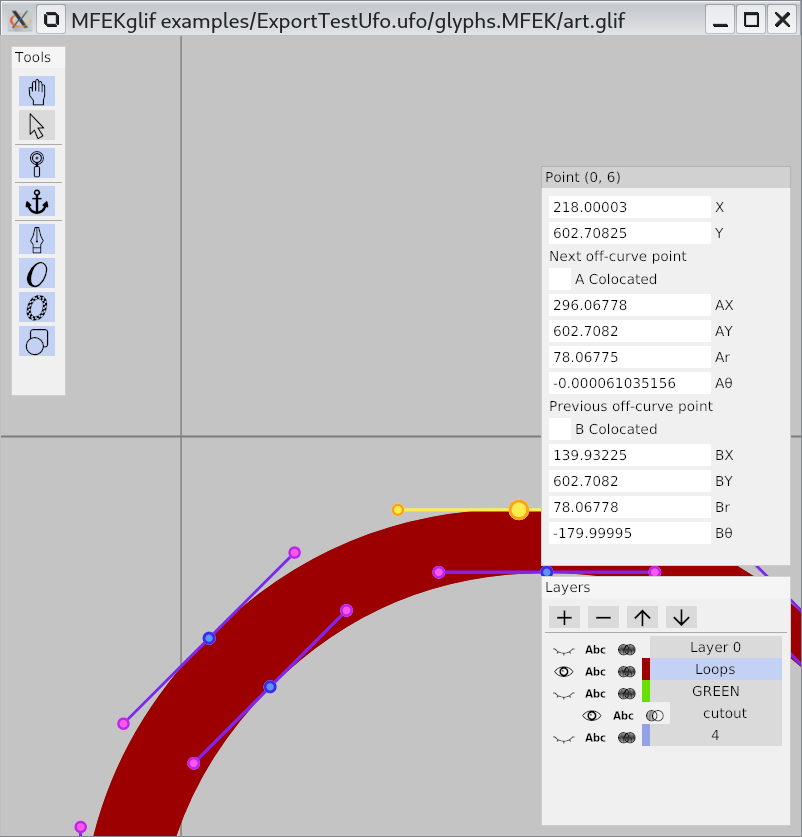 MFEKglif examples/ExportTestUfo.ufo/glyphs.MFEK/art.glif
Tools
Point (0, 6)
218.00003 X
602.70825 Y
Next off-curve point
A Colocated
296.06778 AX
602.7082 AY
78.06775 Ar
-0.000061035156 Aθ
Previous off-curve point
B Colocated
139.93225 BX
602.7082 BY
78.06778 Br
-179.99995 Bθ
Layers
Abc Layer 0
Abc Loops
Abc GREEN
Abc cutout
Abc 4